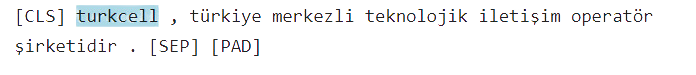 [CLS] turkcell , türkiye merkezli teknolojik iletişim operatör
şirketidir . [SEP] [PAD]